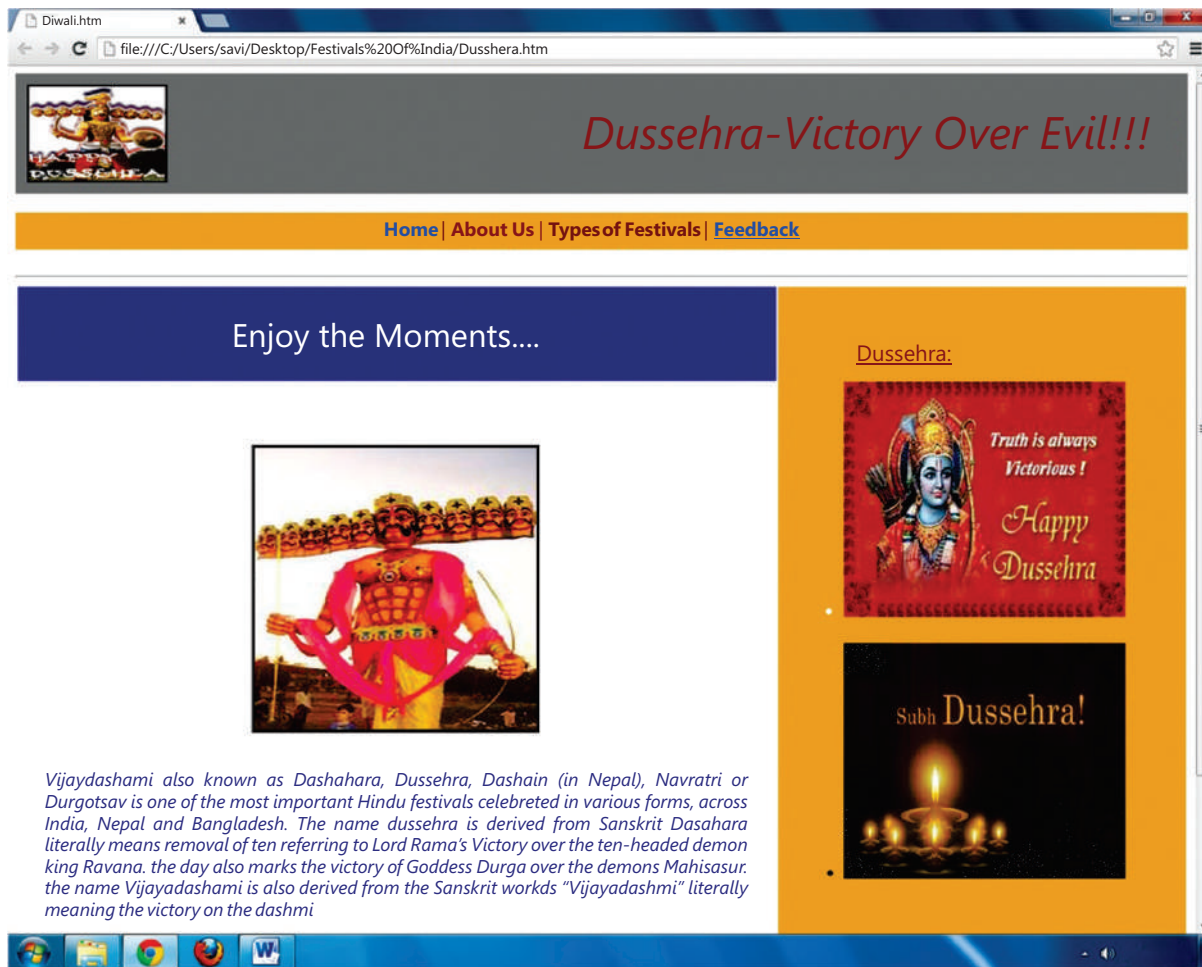 Diwali.htm
file:///C:/Users/savi/Desktop/Festivals%20Of%India/Dusshera.htm
HAPPY
DUSSEHRA
Dussehra-Victory Over Evil!!!
Home | About Us | Types of Festivals | Feedback
Enjoy the Moments....
Vijaydashami also known as Dashahara, Dussehra, Dashain (in Nepal), Navratri or
Durgotsav is one of the most important Hindu festivals celebreted in various forms, across
India, Nepal and Bangladesh. The name dussehra is derived from Sanskrit Dasahara
literally means removal of ten referring to Lord Rama's Victory over the ten-headed demon
king Ravana. the day also marks the victory of Goddess Durga over the demons Mahisasur.
the name Vijayadashami is also derived from the Sanskrit workds "Vijayadashmi" literally
meaning the victory on the dashmi
Dussehra:
Truth is always
Victorious !
Happy
Dussehra
Subh Dussehra!